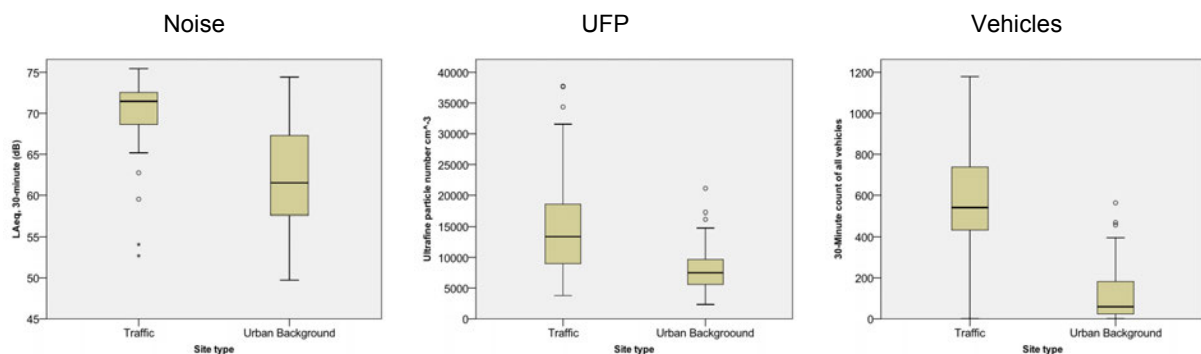 Noise
UFP
Vehicles
LAeq, 30-minute (dB)
75
70
65
60
55
50
45
Traffic
Urban Background
Site type
Ultrafine particle number cm^-3
40000
35000
30000
25000
20000
15000
10000
5000
0
Traffic
Urban Backgroound
Site type
30-Minute count of all vehicles
1200
1000
800
600
400
200
0
Traffic
Urban Background
Site type